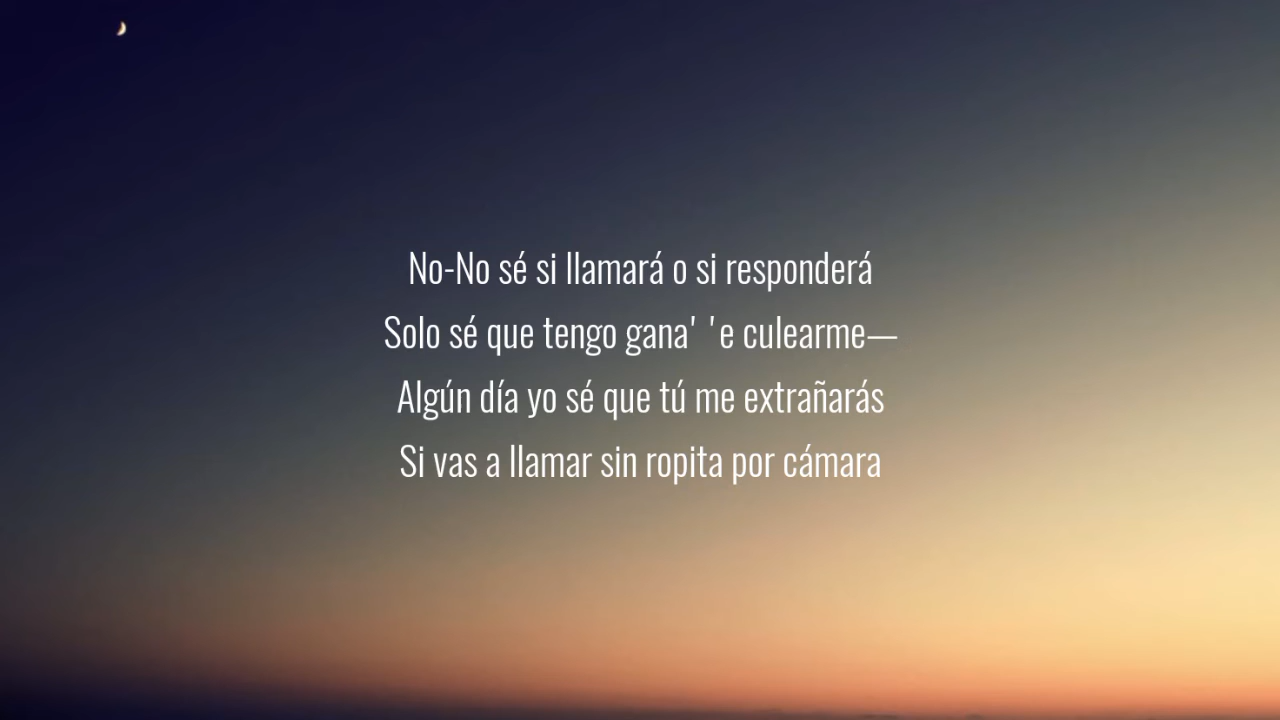 No-No sé si llamará o si responderá
Solo sé que tengo gana' 'e culearme—
Algún día yo sé que tú me extrañarás
Si vas a llamar sin ropita por cámara